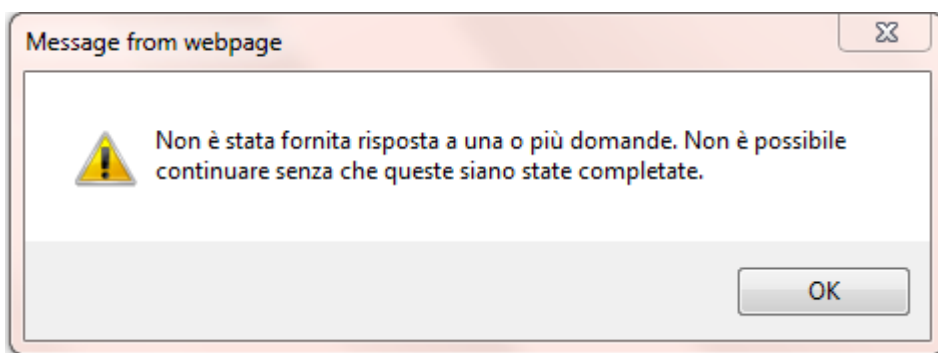 Message from webpage
Non è stata fornita risposta a una o più domande. Non è possibile
continuare senza che queste siano state completate.
OK